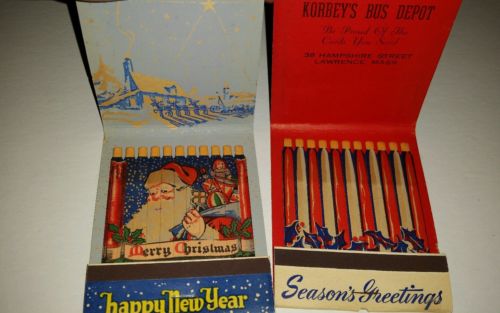 Merry Christmas
happy New Year
KORBEY'S BUS DEPOT
Be Proud Of The
Cards You Send
38 HAMPSHIRE STREET
LAWRENCE MASS
Season's Greetings